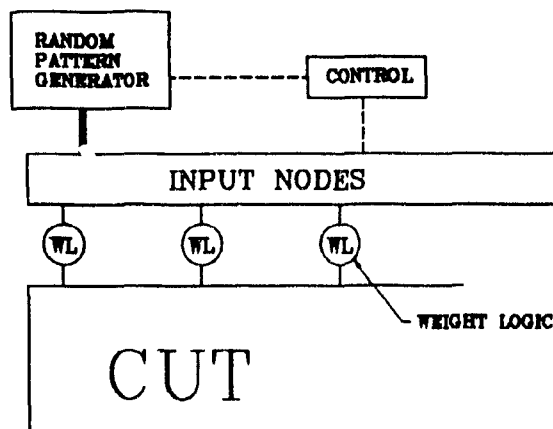 RANDOM
PATTERN
GENERATOR
CONTROL
INPUT NODES
WL WL WL
WEIGHT LOGIC
CUT